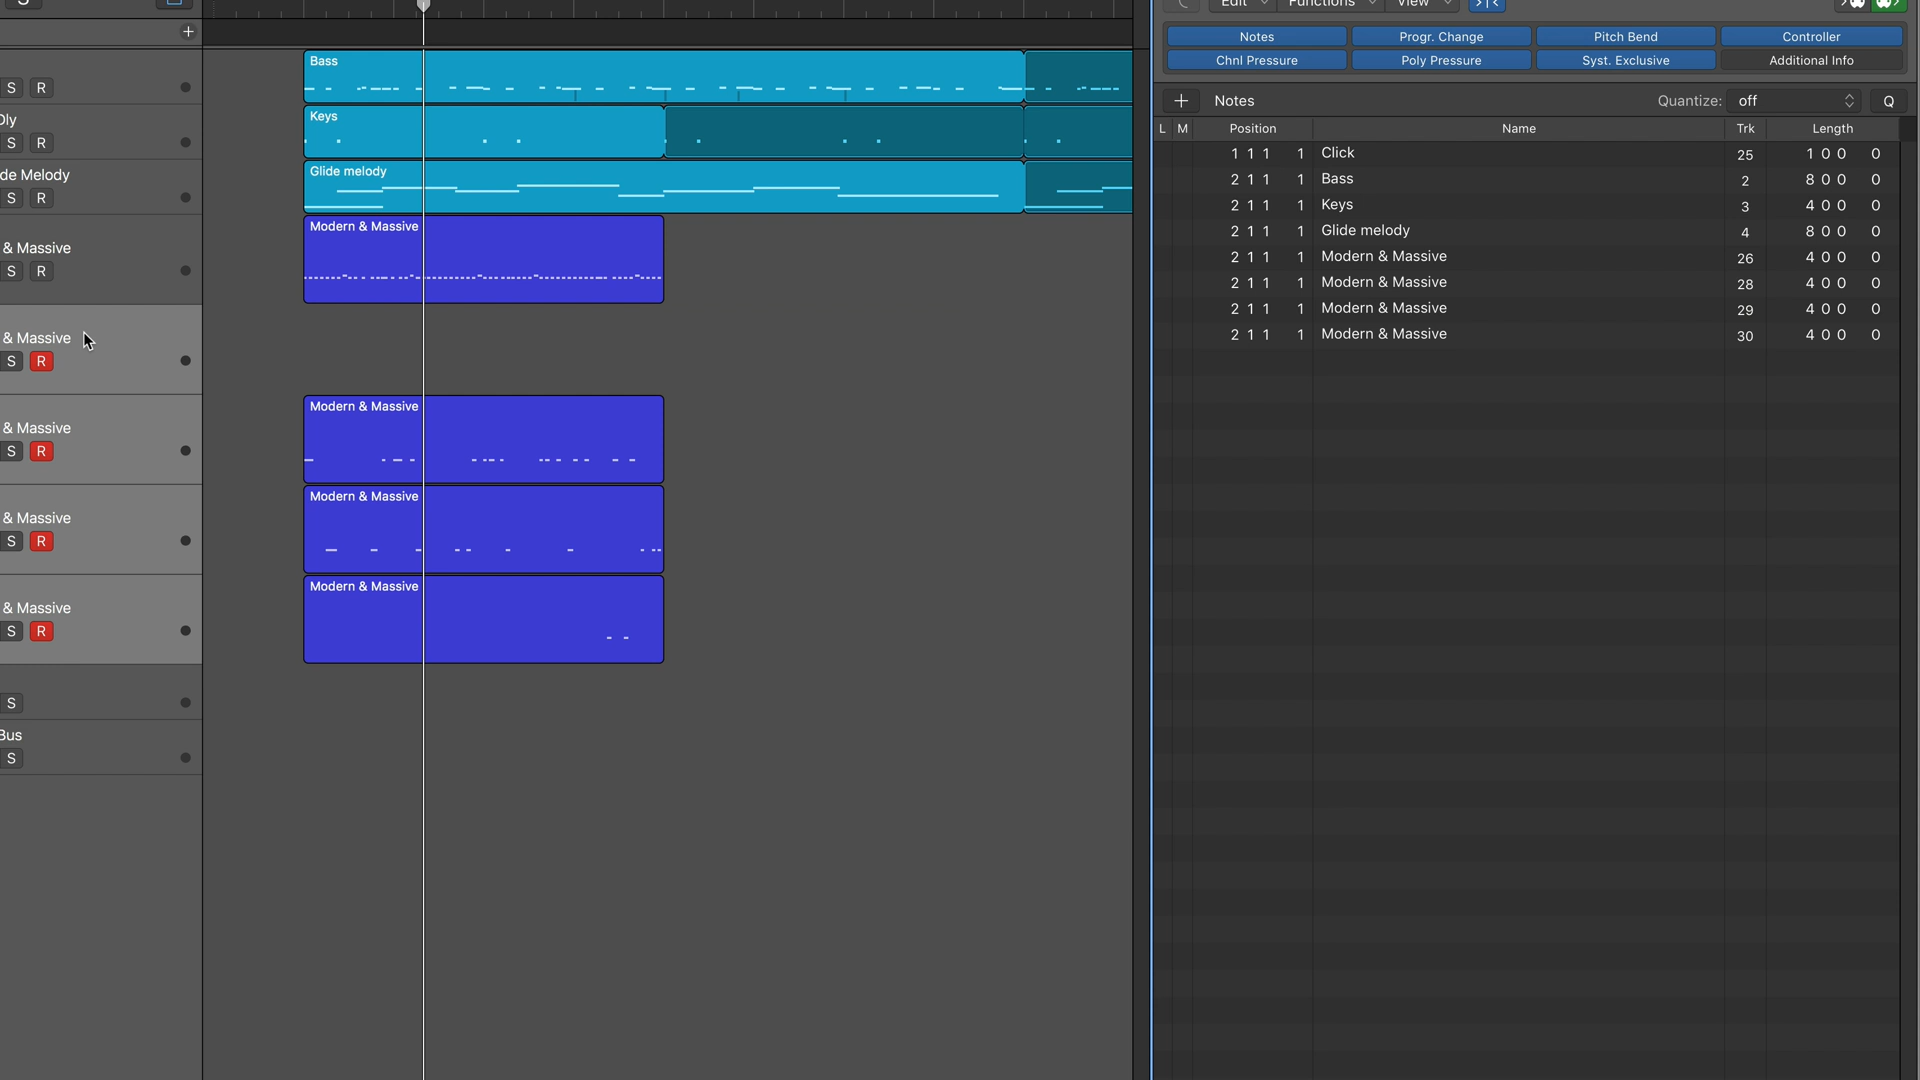 S
Edit Functions View
Notes Progr. Change Pitch Bend Controller
Chnl Pressure Poly Pressure Syst. Exclusive Additional Info
Notes Quantize: off Q
L M Position Name Trk Length
1 1 1 1 Click 25 1 0 0 0
2 1 1 1 Bass 2 8 0 0 0
2 1 1 1 Keys 3 4 0 0 0
2 1 1 1 Glide melody 4 8 0 0 0
2 1 1 1 Modern & Massive 26 4 0 0 0
2 1 1 1 Modern & Massive 28 4 0 0 0
2 1 1 1 Modern & Massive 29 4 0 0 0
2 1 1 1 Modern & Massive 30 4 0 0 0
S R
Oly
S R
de Melody
S R
& Massive
S R
& Massive
S R
& Massive
S R
& Massive
S R
& Massive
S R
S
Bus
S
Bass
Keys
Glide melody
Modern & Massive
Modern & Massive
Modern & Massive
Modern & Massive